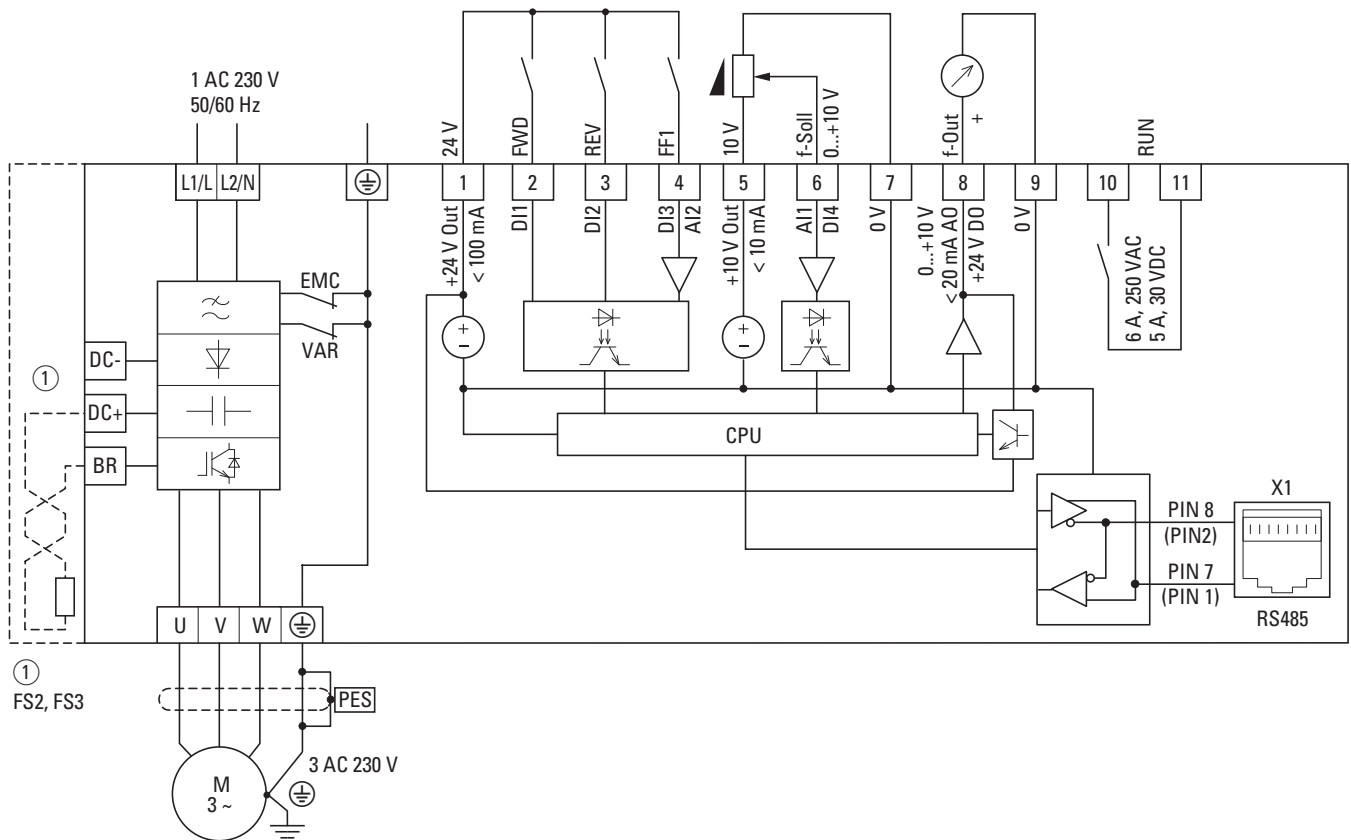 1 AC 230 V
50/60 Hz
24 V
FWD
REV
FF1
10 V
f-Soll
0...+10 V
f-Out
+
RUN
L1/L
L2/N
1
2
3
4
5
6
7
8
9
10
11
+24 V Out
< 100 mA
DI1
DI2
DI3
AI2
+10 V Out
< 10 mA
AI1
DI4
0 V
0...+10 V
< 20 mA AO
+24 V DO
0 V
6 A, 250 VAC
5 A, 30 VDC
EMC
VAR
+
-
+
-
DC-
DC+
BR
1
CPU
X1
PIN 8
(PIN2)
PIN 7
(PIN 1)
RS485
U
V
W
1
FS2, FS3
PES
3 AC 230 V
M
3 ~